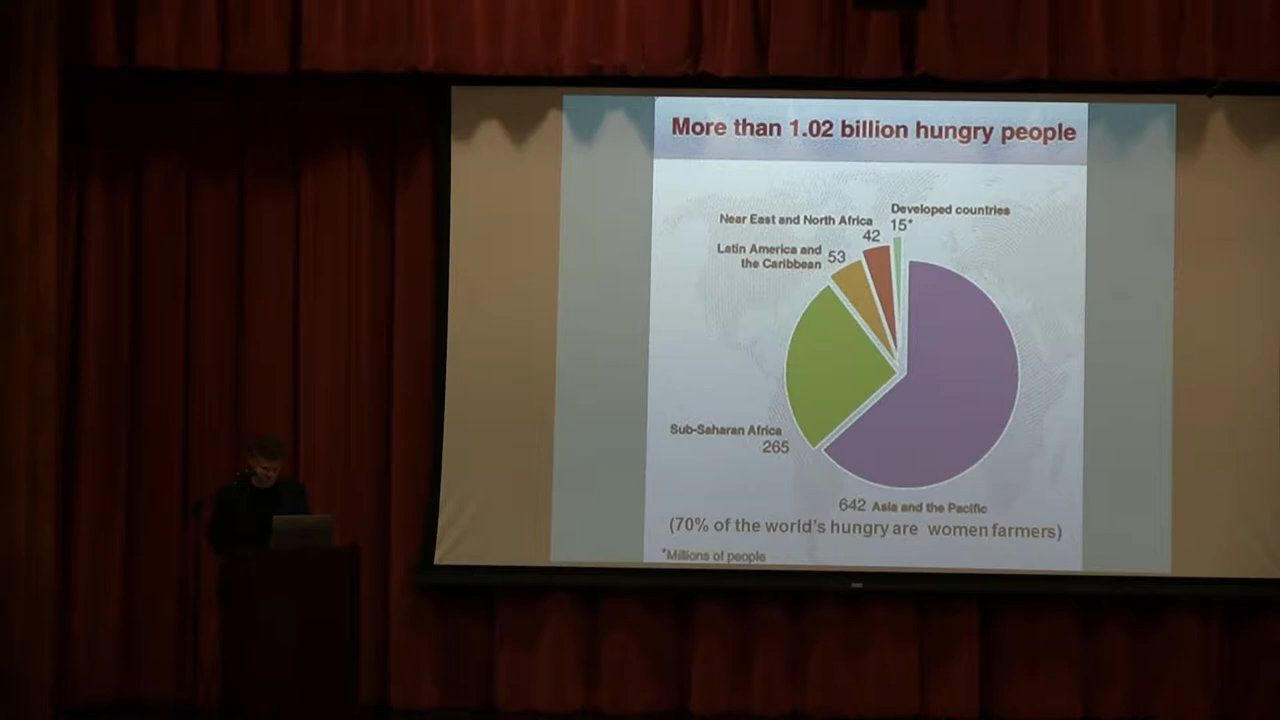 More than 1.02 billion hungry people
Developed countries
15*
Near East and North Africa
42
Latin America and
the Caribbean
53
Sub-Saharan Africa
265
642 Asia and the Pacific
(70% of the world's hungry are women farmers)
*Millions of people